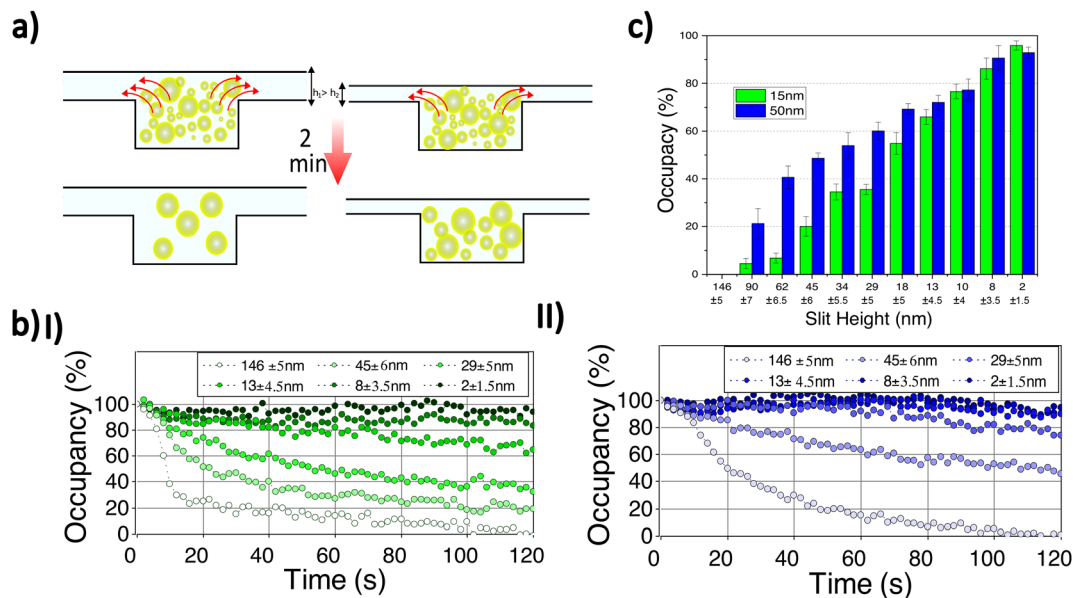 a)
h₁> h₂
2
min
c)
Occupacy (%)
100
80
60
40
20
0
15nm
50nm
146 90 62 45 34 29 18 13 10 8 2
±5 ±7 ±6.5 ±6 ±5.5 ±5 ±5 ±4.5 ±4 ±3.5 ±1.5
Slit Height (nm)
b) I)
Occupancy (%)
146 ±5nm 45±6nm 29±5nm
13±4.5nm 8±3.5nm 2±1.5nm
100
80
60
40
20
0
0 20 40 60 80 100 120
Time (s)
II)
Occupancy (%)
146 ±5nm 45±6nm 29±5nm
13± 4.5nm 8±3.5nm 2±1.5nm
100
80
60
40
20
0
0 20 40 60 80 100 120
Time (s)